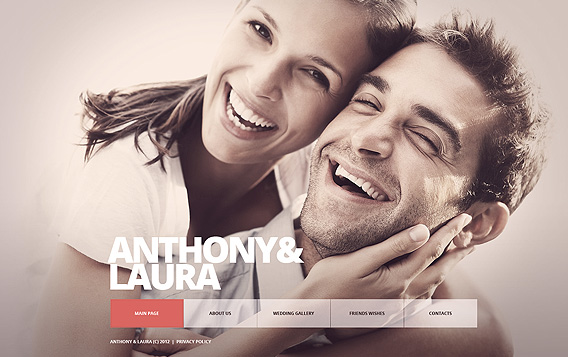 ANTHONY&
LAURA
MAIN PAGE
ABOUT US
WEDDING GALLERY
FRIENDS WISHES
CONTACTS
ANTHONY & LAURA (C) 2012 | PRIVACY POLICY